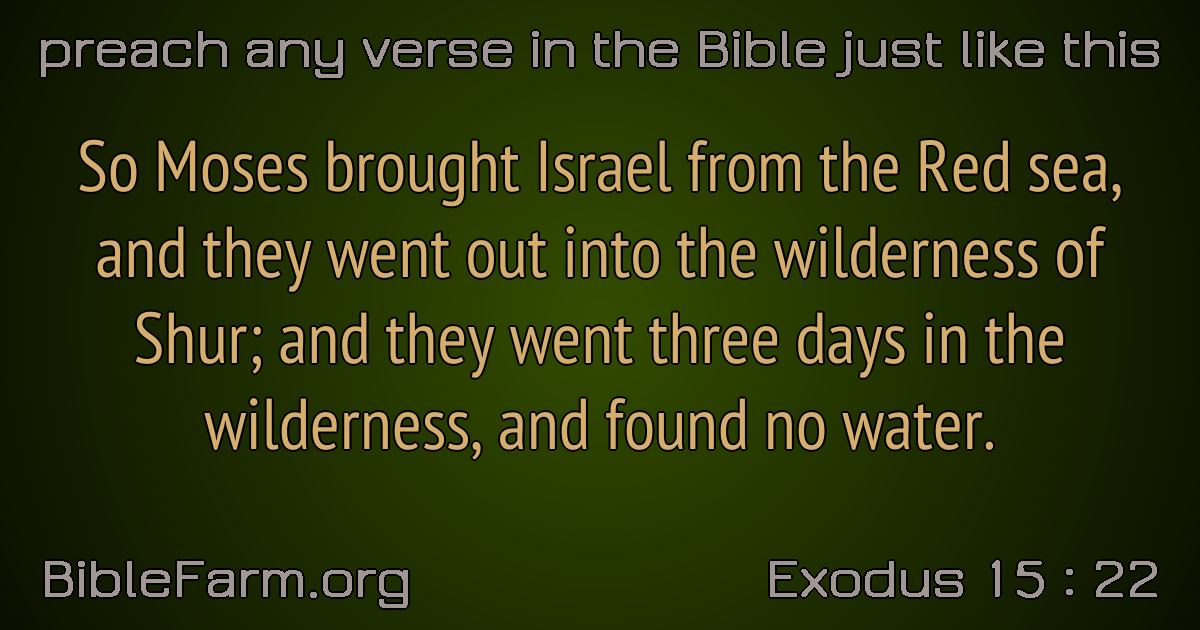 preach any verse in the Bible just like this
So Moses brought Israel from the Red sea,
and they went out into the wilderness of
Shur; and they went three days in the
wilderness, and found no water.
BibleFarm.org
Exodus 15 : 22